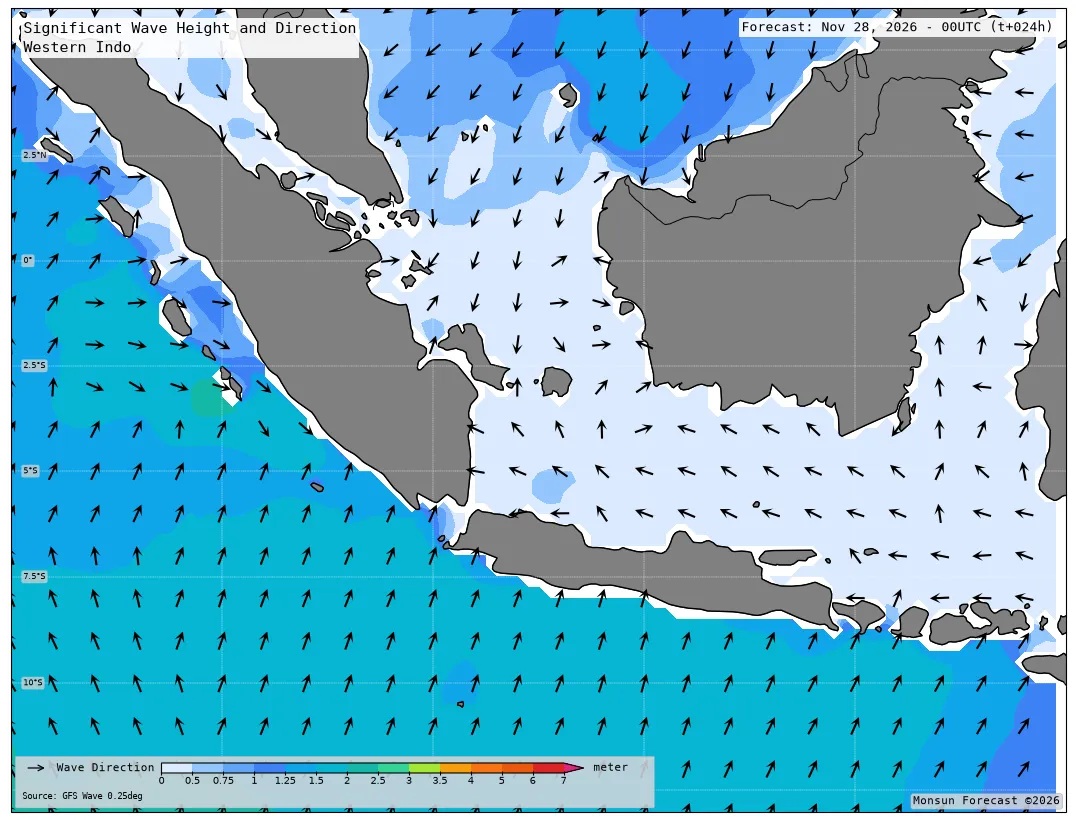 Significant Wave Height and Direction
Western Indo
Forecast: Nov 28, 2026 - 00UTC (t+024h)
2.5°N
0°
2.5°S
5°S
7.5°S
10°S
Wave Direction
meter
0 0.5 0.75 1 1.25 1.5 2 2.5 3 3.5 4 5 6 7
Source: GFS Wave 0.25deg
Monsun Forecast ©2026